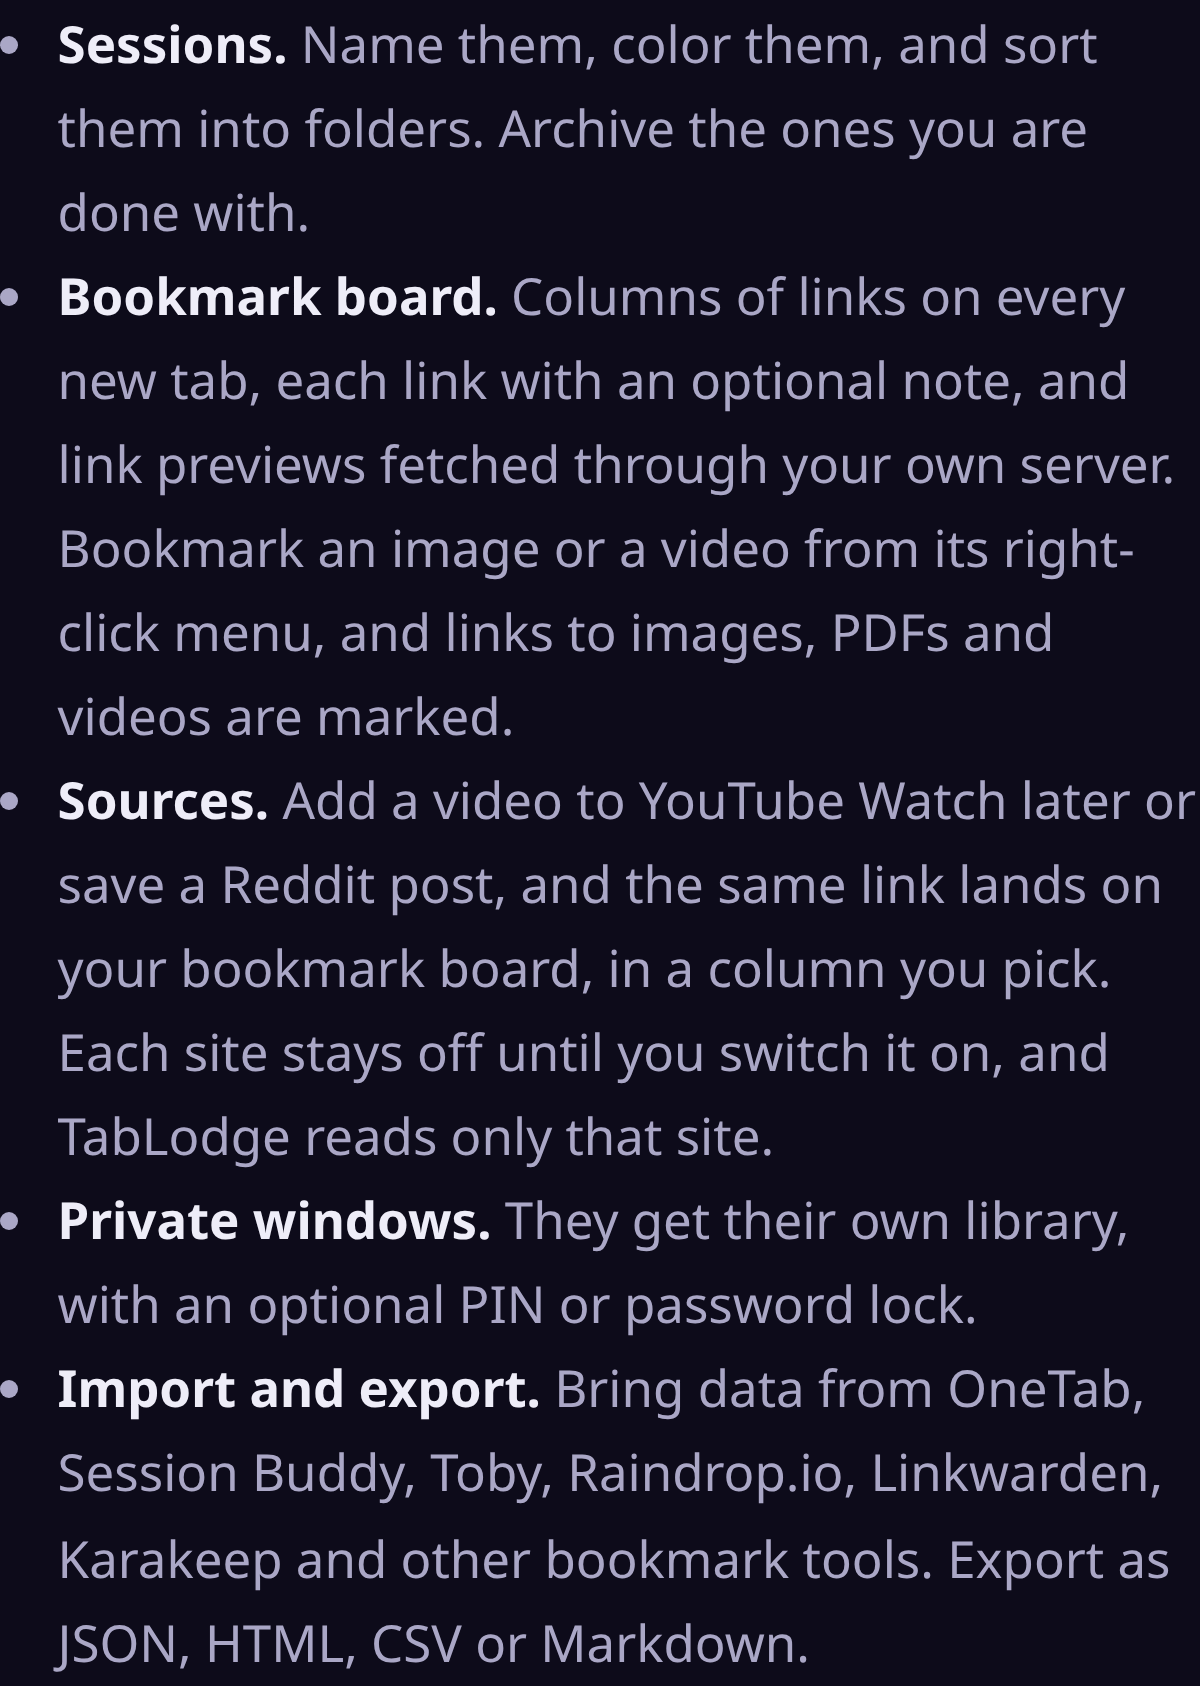 • Sessions. Name them, color them, and sort
them into folders. Archive the ones you are
done with.
• Bookmark board. Columns of links on every
new tab, each link with an optional note, and
link previews fetched through your own server.
Bookmark an image or a video from its right-
click menu, and links to images, PDFs and
videos are marked.
• Sources. Add a video to YouTube Watch later or
save a Reddit post, and the same link lands on
your bookmark board, in a column you pick.
Each site stays off until you switch it on, and
TabLodge reads only that site.
• Private windows. They get their own library,
with an optional PIN or password lock.
• Import and export. Bring data from OneTab,
Session Buddy, Toby, Raindrop.io, Linkwarden,
Karakeep and other bookmark tools. Export as
JSON, HTML, CSV or Markdown.